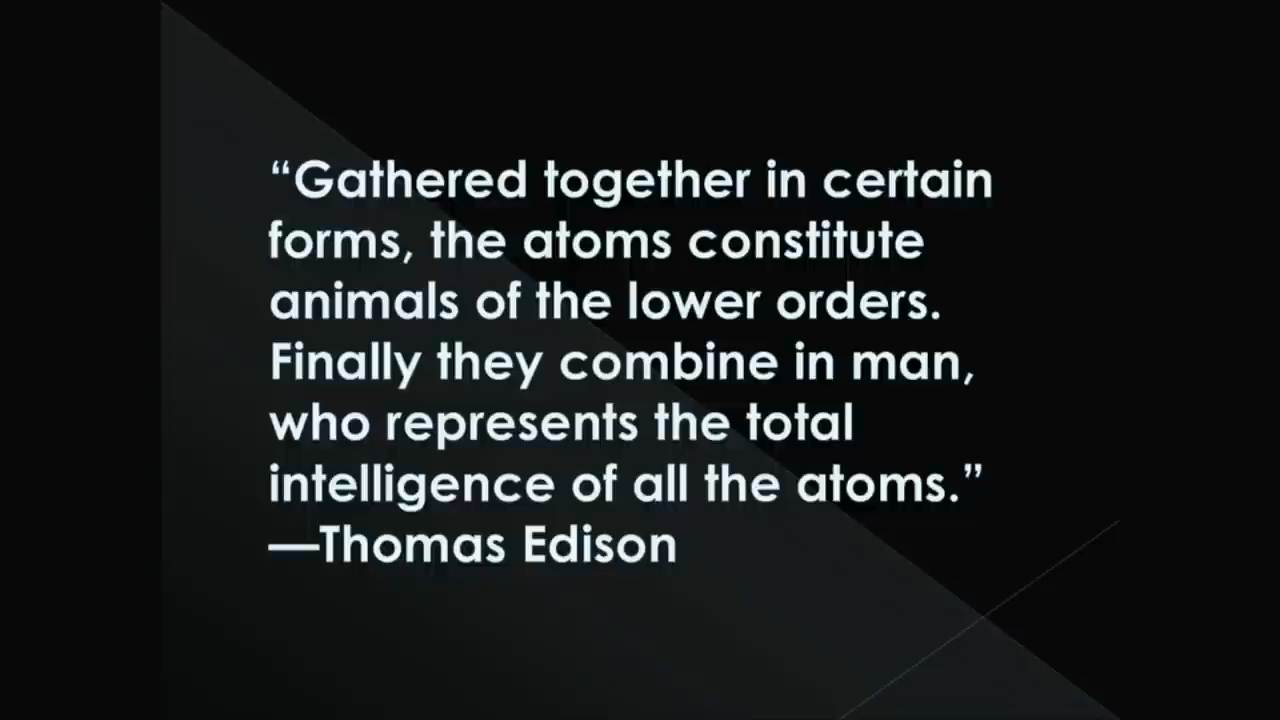 “Gathered together in certain
forms, the atoms constitute
animals of the lower orders.
Finally they combine in man,
who represents the total
intelligence of all the atoms.”
—Thomas Edison